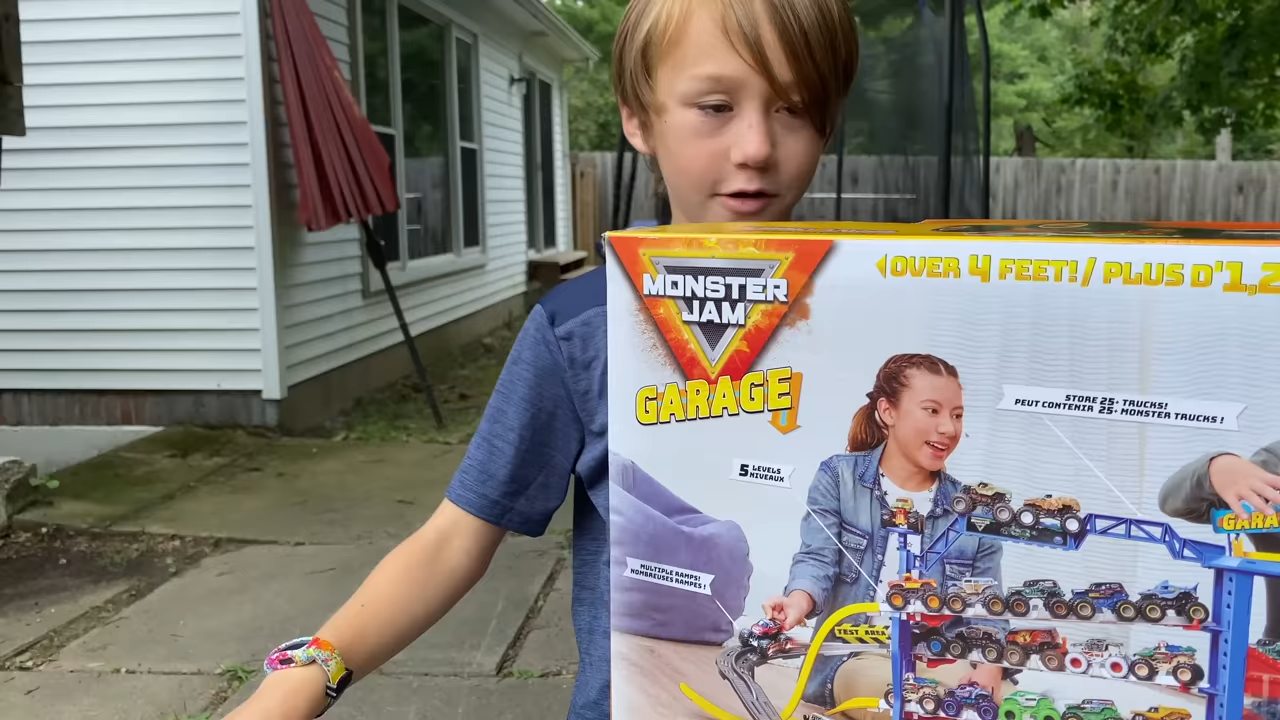 MONSTER
JAM
GARAGE
OVER 4 FEET! / PLUS D'1,2
STORE 25+ TRUCKS!
PEUT CONTENIR 25+ MONSTER TRUCKS !
5 LEVELS
NIVEAUX
MULTIPLE RAMPS!
NOMBREUSES RAMPES !
TEST AREA
GARA